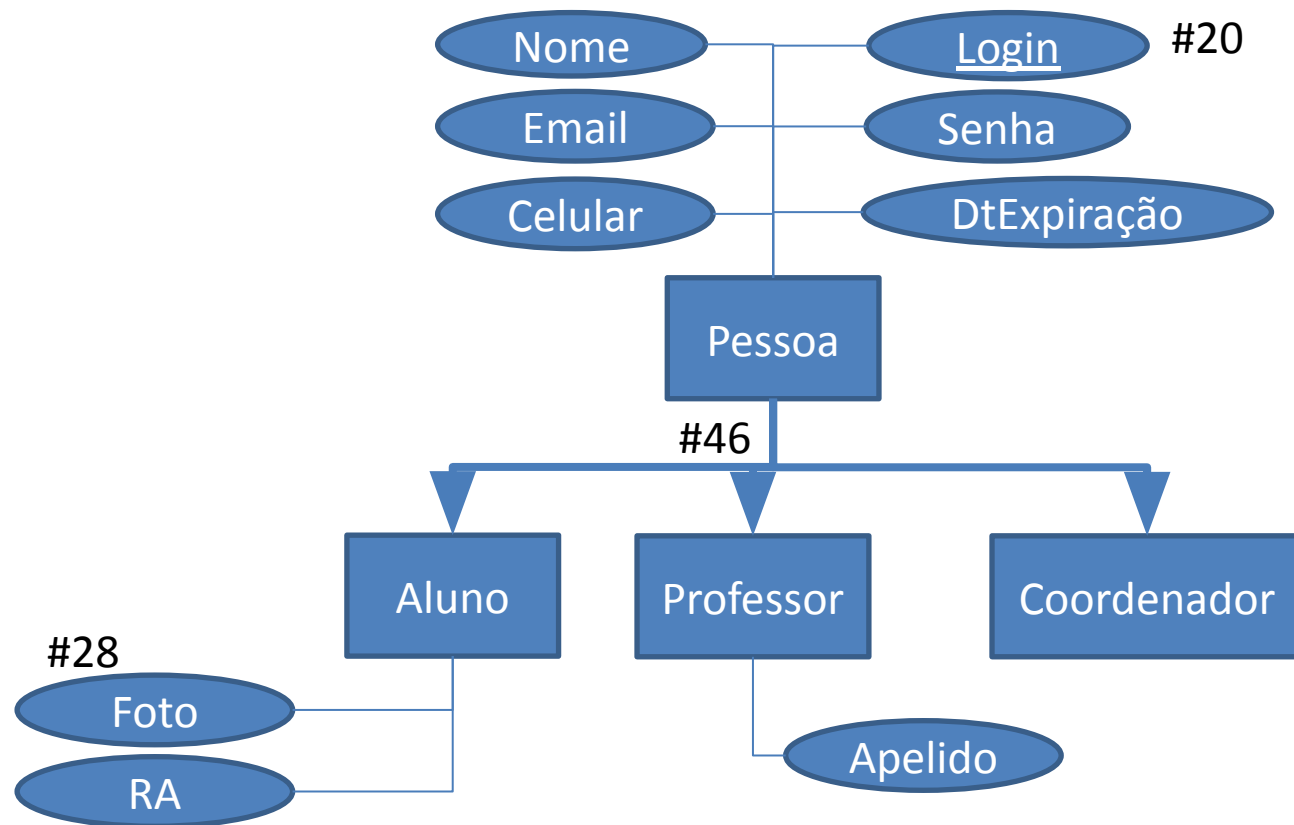 Nome
Login
#20
Email
Senha
Celular
DtExpiração
Pessoa
#46
Aluno
Professor
Coordenador
#28
Foto
Apelido
RA